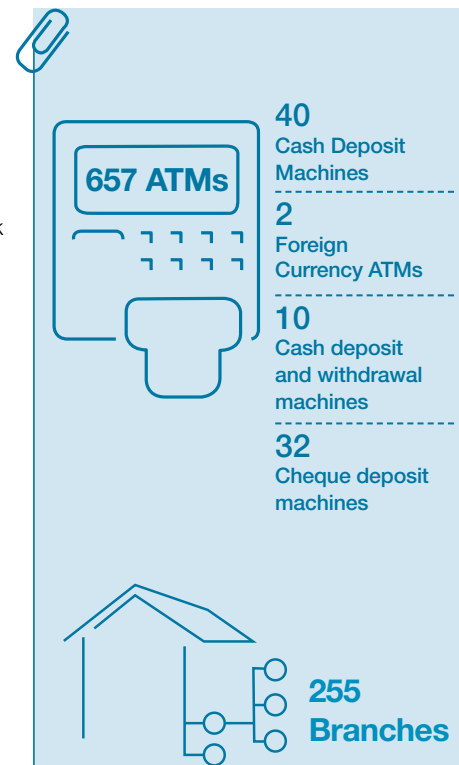 657 ATMs
40
Cash Deposit
Machines
2
Foreign
Currency ATMs
10
Cash deposit
and withdrawal
machines
32
Cheque deposit
machines
k
255
Branches